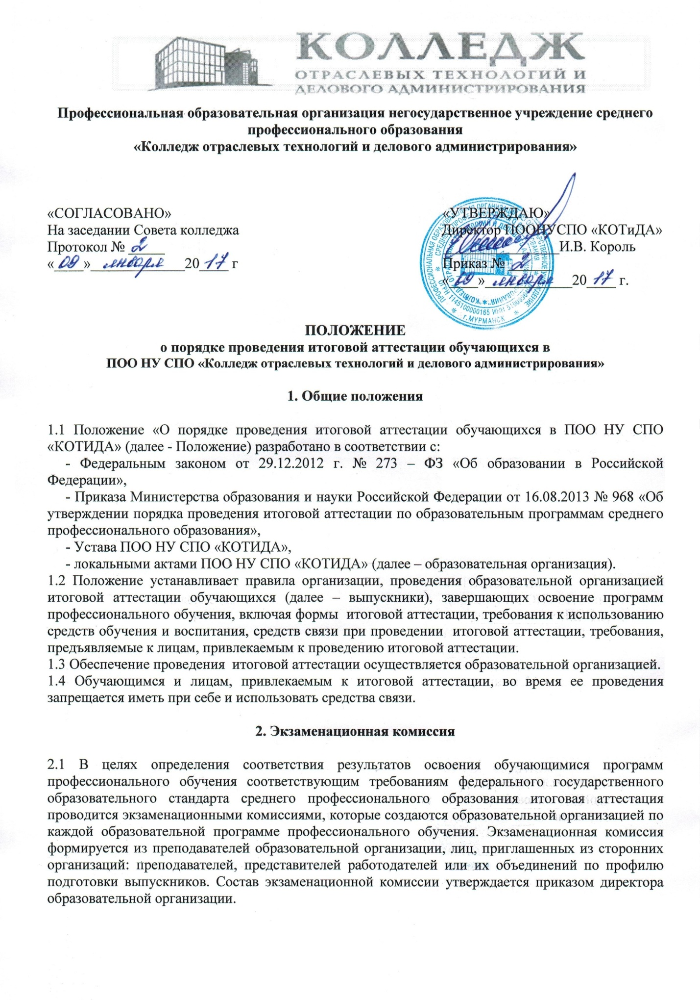 КОЛЛЕДЖ
ОТРАСЛЕВЫХ ТЕХНОЛОГИЙ И
ДЕЛОВОГО АДМИНИСТРИРОВАНИЯ
Профессиональная образовательная организация негосударственное учреждение среднего
профессионального образования
«Колледж отраслевых технологий и делового администрирования»
«СОГЛАСОВАНО»
На заседании Совета колледжа
Протокол № 2
«09» января 2017 г
«УТВЕРЖДАЮ»
Директор ПООНУСПО «КОТиДА»
И.В. Король
Приказ № 2
«09» января 2017 г.
ПРОФЕССИОНАЛЬНАЯ ОБРАЗОВАТЕЛЬНАЯ ОРГАНИЗАЦИЯ НЕГОСУДАРСТВЕННОЕ УЧРЕЖДЕНИЕ
ОГРН 1145100000165 ИНН
г.МУРМАНСК
ПОЛОЖЕНИЕ
о порядке проведения итоговой аттестации обучающихся в
ПОО НУ СПО «Колледж отраслевых технологий и делового администрирования»
1. Общие положения
1.1 Положение «О порядке проведения итоговой аттестации обучающихся в ПОО НУ СПО
«КОТИДА» (далее - Положение) разработано в соответствии с:
- Федеральным законом от 29.12.2012 г. № 273 – ФЗ «Об образовании в Российской
Федерации»,
- Приказа Министерства образования и науки Российской Федерации от 16.08.2013 № 968 «Об
утверждении порядка проведения итоговой аттестации по образовательным программам среднего
профессионального образования»,
- Устава ПОО НУ СПО «КОТИДА»,
- локальными актами ПОО НУ СПО «КОТИДА» (далее – образовательная организация).
1.2 Положение устанавливает правила организации, проведения образовательной организацией
итоговой аттестации обучающихся (далее – выпускники), завершающих освоение программ
профессионального обучения, включая формы итоговой аттестации, требования к использованию
средств обучения и воспитания, средств связи при проведении итоговой аттестации, требования,
предъявляемые к лицам, привлекаемым к проведению итоговой аттестации.
1.3 Обеспечение проведения итоговой аттестации осуществляется образовательной организацией.
1.4 Обучающимся и лицам, привлекаемым к итоговой аттестации, во время ее проведения
запрещается иметь при себе и использовать средства связи.
2. Экзаменационная комиссия
2.1 В целях определения соответствия результатов освоения обучающимися программ
профессионального обучения соответствующим требованиям федерального государственного
образовательного стандарта среднего профессионального образования итоговая аттестация
проводится экзаменационными комиссиями, которые создаются образовательной организацией по
каждой образовательной программе профессионального обучения. Экзаменационная комиссия
формируется из преподавателей образовательной организации, лиц, приглашенных из сторонних
организаций: преподавателей, представителей работодателей или их объединений по профилю
подготовки выпускников. Состав экзаменационной комиссии утверждается приказом директора
образовательной организации.